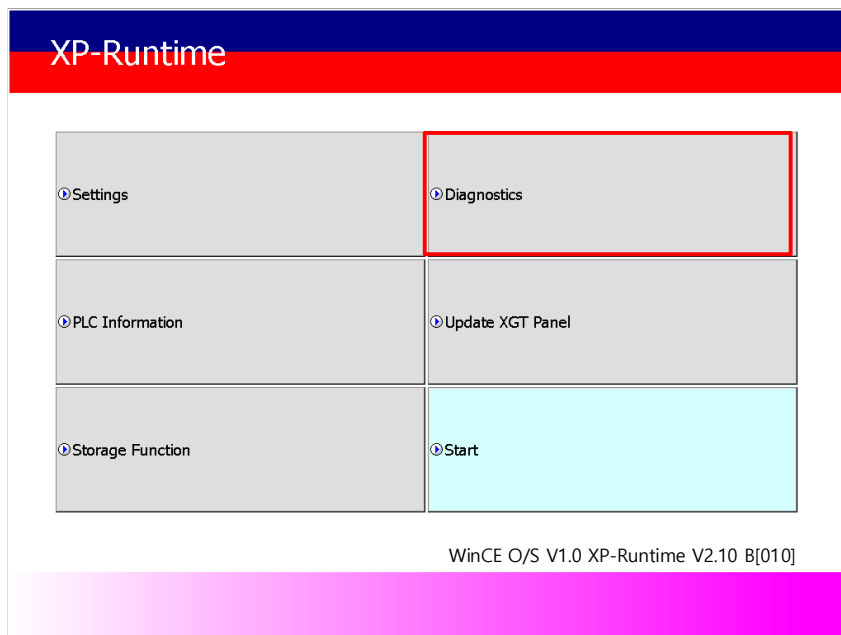 XP-Runtime
Settings
Diagnostics
PLC Information
Update XGT Panel
Storage Function
Start
WinCE O/S V1.0 XP-Runtime V2.10 B[010]